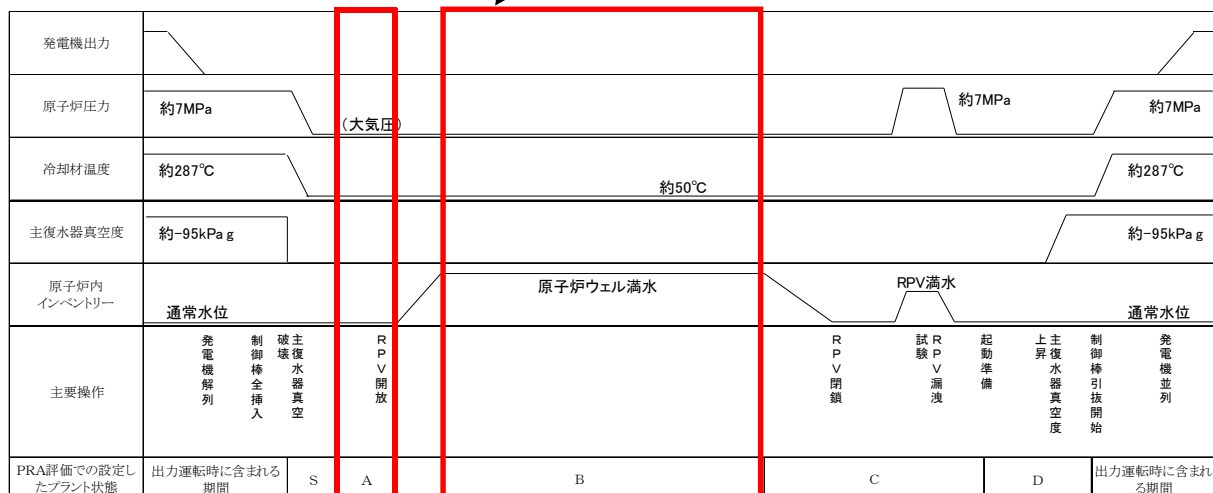 発電機出力
原子炉圧力
約7MPa
（大気圧）
約7MPa
約7MPa
冷却材温度
約287℃
約50℃
約287℃
主復水器真空度
約-95kPa g
約-95kPa g
原子炉内
インベントリー
通常水位
原子炉ウェル満水
RPV満水
通常水位
主要操作
発電機解列
制御棒全挿入
主復水器真空
破壊
RPV開放
RPV閉鎖
RPV漏洩
試験
起動準備
主復水器真空度
上昇
制御棒引抜開始
発電機並列
PRA評価での設定し
たプラント状態
出力運転時に含まれる
期間
S
A
B
C
D
出力運転時に含まれ
る期間